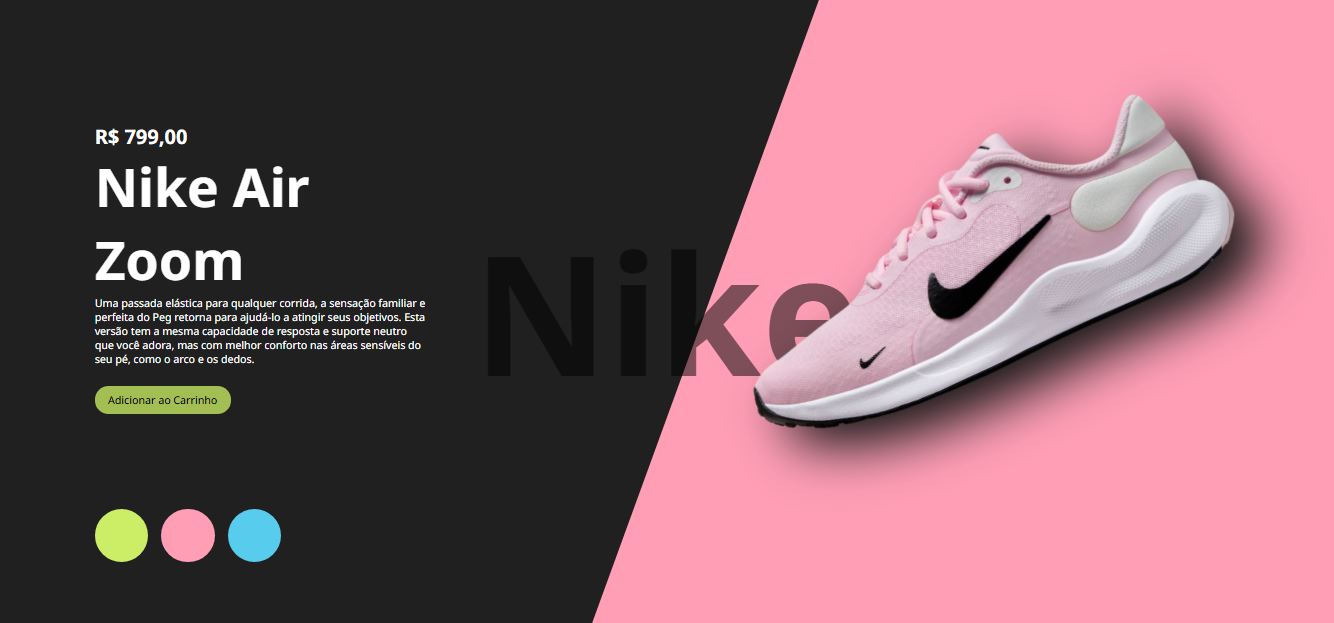 R$ 799,00
Nike Air
Zoom
Uma passada elástica para qualquer corrida, a sensação familiar e
perfeita do Peg retorna para ajudá-lo a atingir seus objetivos. Esta
versão tem a mesma capacidade de resposta e suporte neutro
que você adora, mas com melhor conforto nas áreas sensíveis do
seu pé, como o arco e os dedos.
Adicionar ao Carrinho
Nike